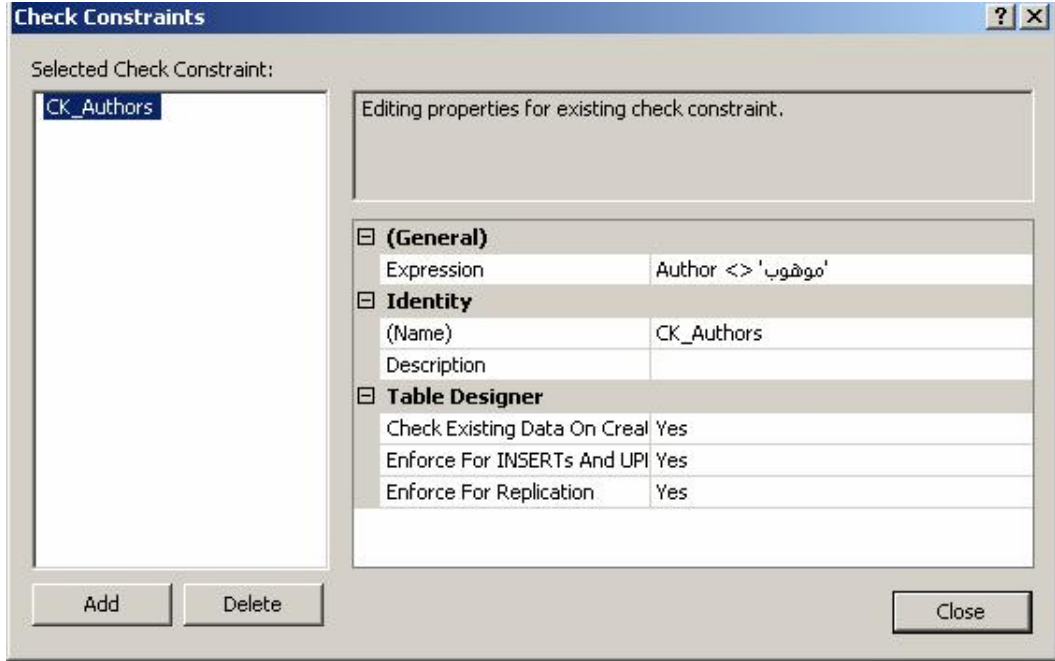 Check Constraints
Selected Check Constraint:
CK_Authors
Editing properties for existing check constraint.
(General)
Expression Author <> 'موهوب'
Identity
(Name) CK_Authors
Description
Table Designer
Check Existing Data On Creat Yes
Enforce For INSERTs And UPI Yes
Enforce For Replication Yes
Add Delete
Close